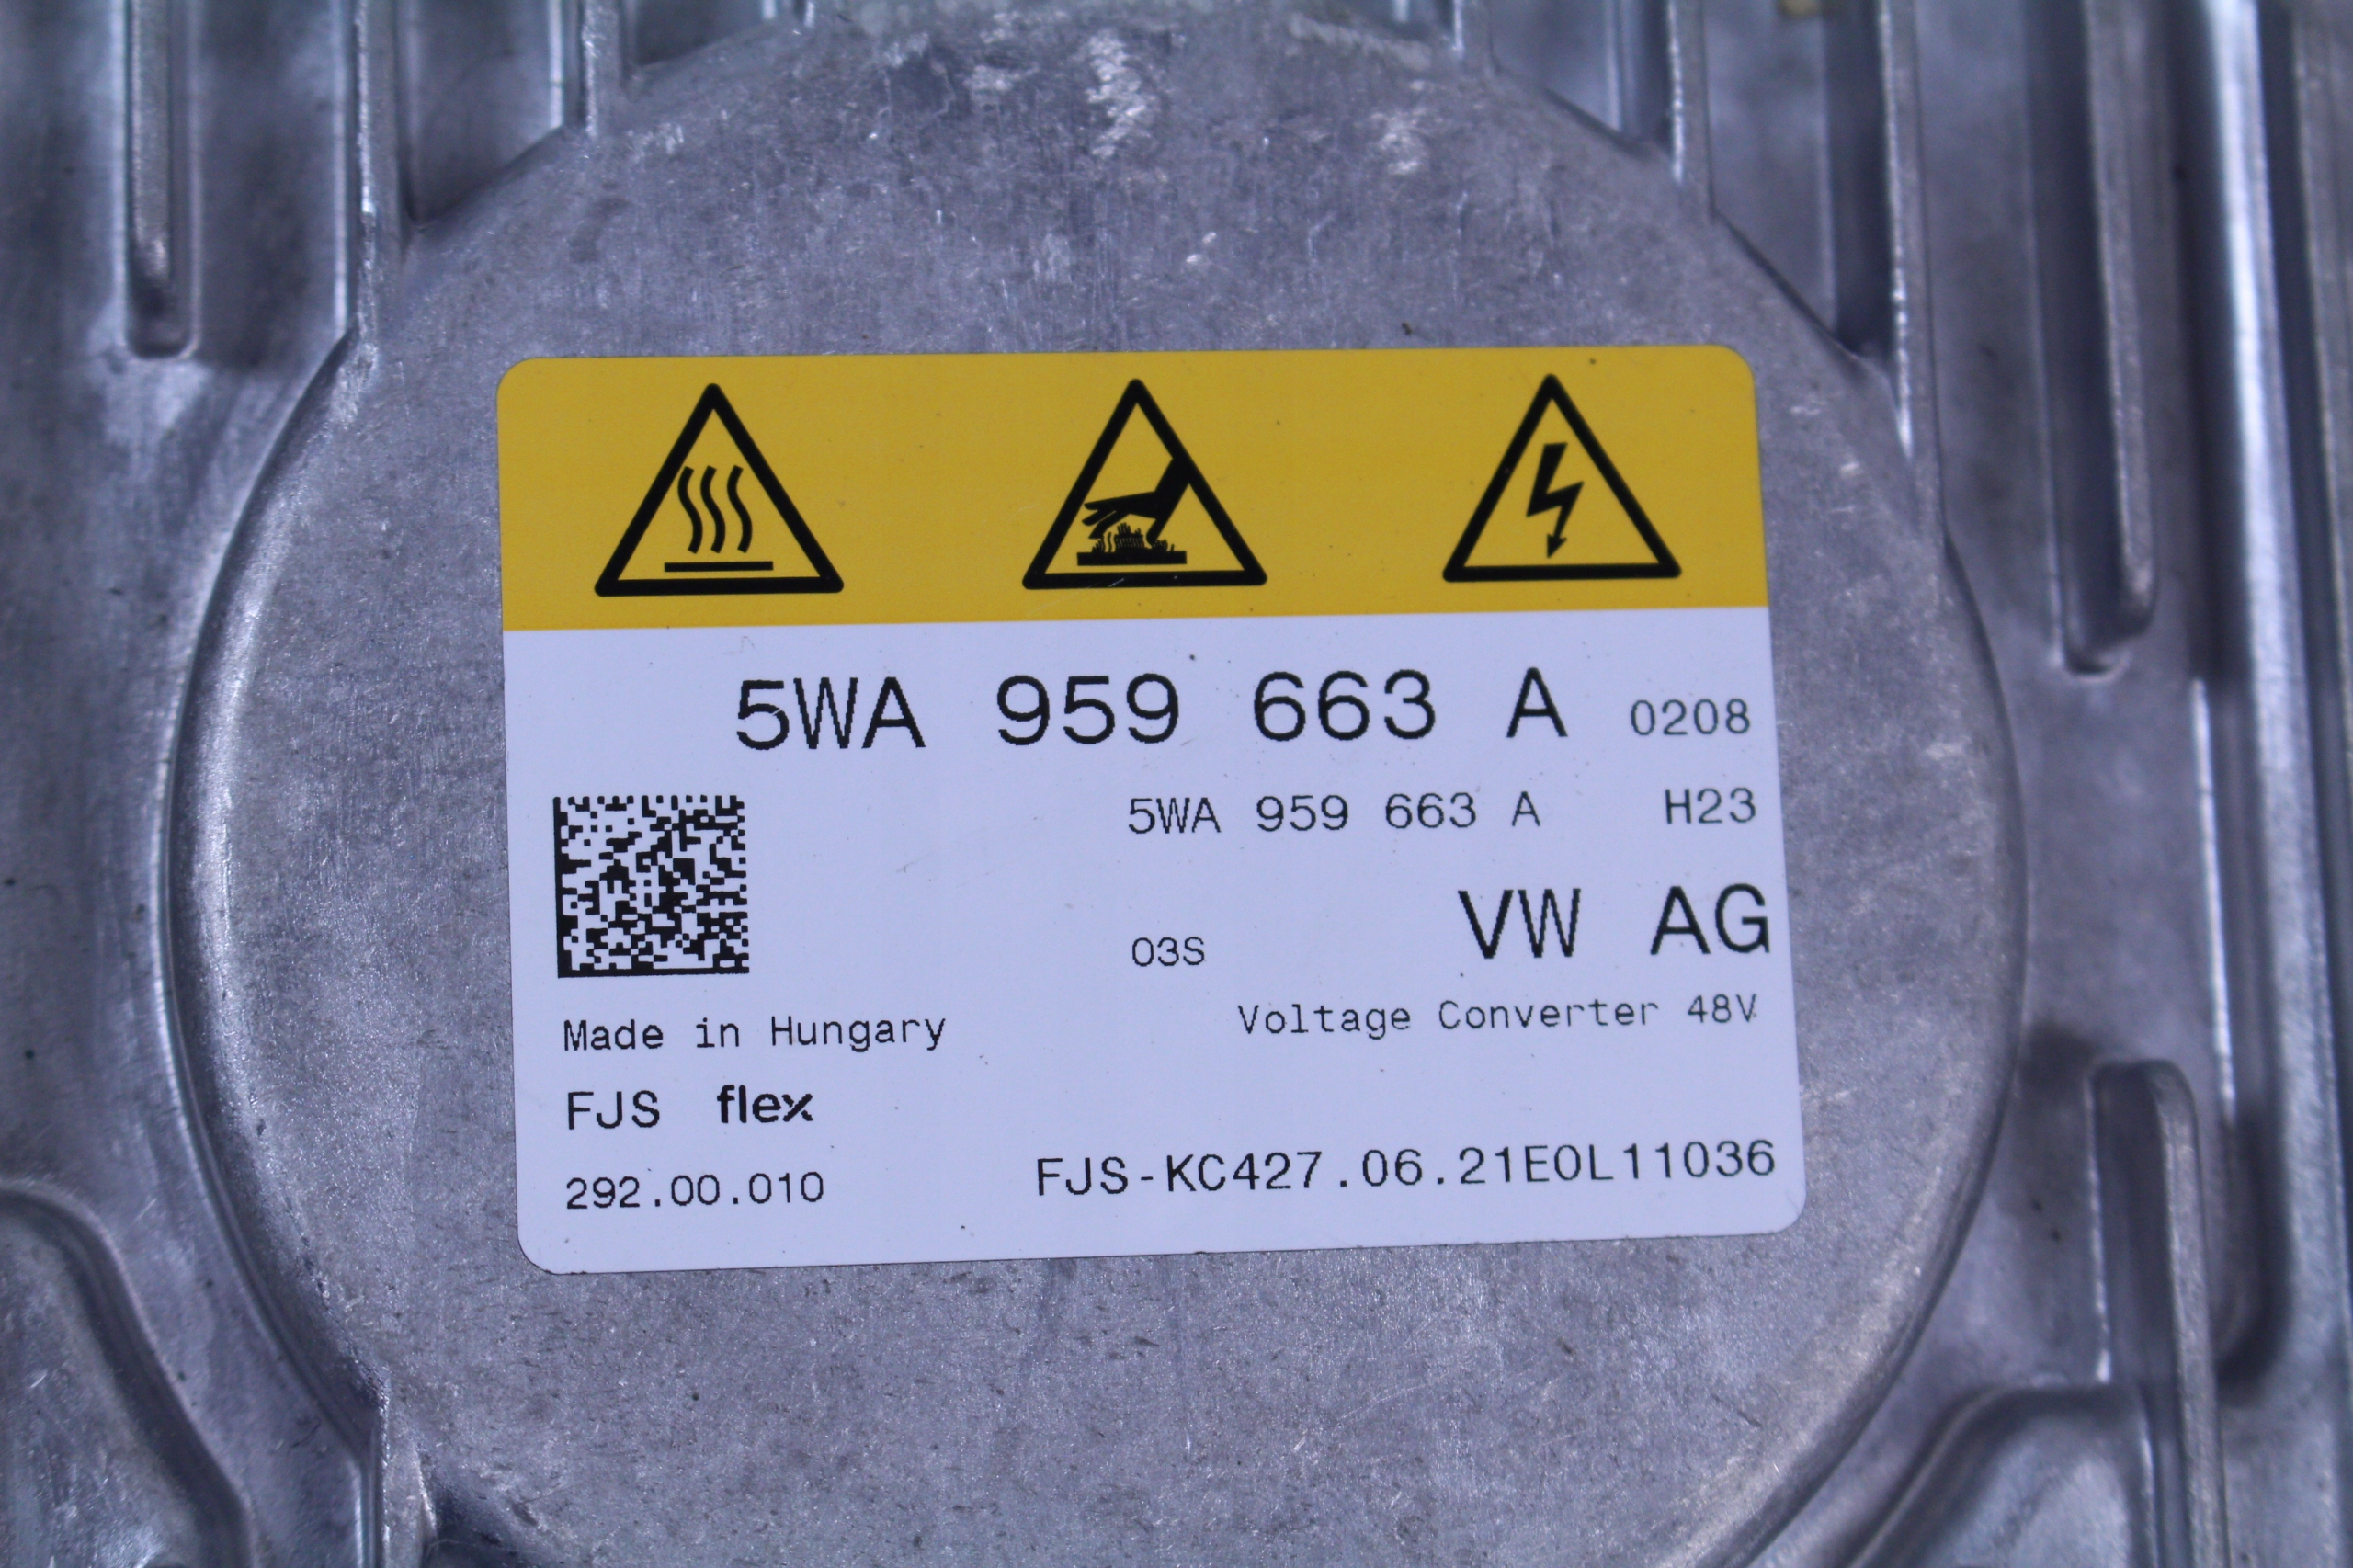 5WA 959 663 A 0208
5WA 959 663 A H23
03S VW AG
Made in Hungary Voltage Converter 48V
FJS flex
292.00.010 FJS-KC427.06.21E0L11036